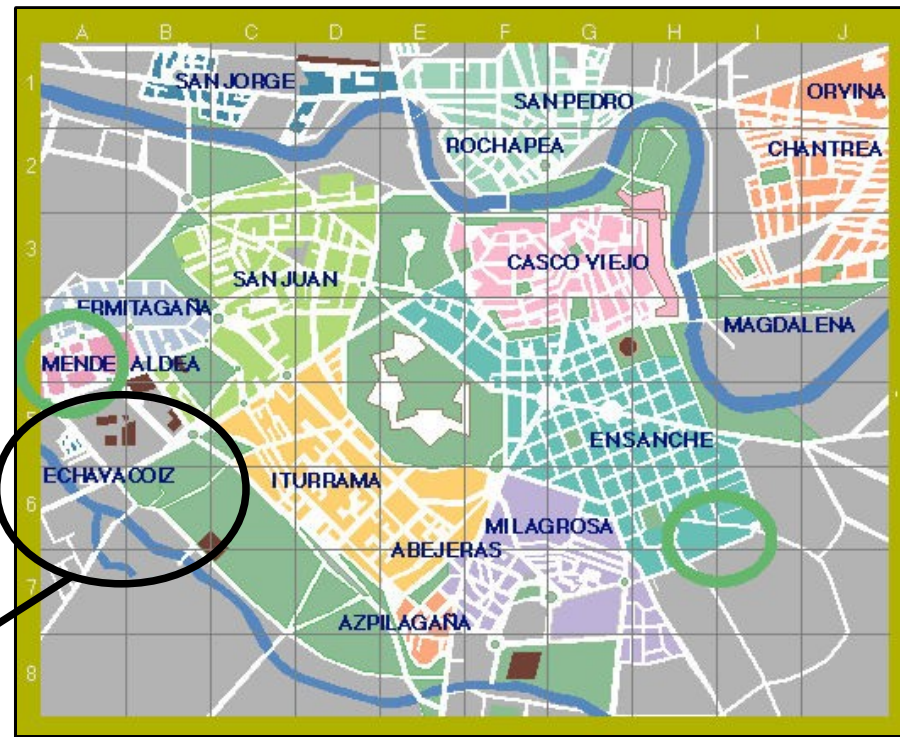 A B C D E F G H I J
1
SAN JORGE
ORVINA
SAN PEDRO
2
ROCHAPEA
CHANTREA
3
CASCO VIEJO
SAN JUAN
ERMITAGAÑA
MAGDALENA
MENDE ALDEA
5
ENSANCHE
ECHAVACOIZ
ITURRAMA
6
MILAGROSA
ABEJERAS
7
AZPILAGAÑA
8